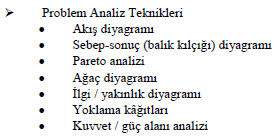 ➢ Problem Analiz Teknikleri
• Akış diyagramı
• Sebep-sonuç (balık kılçığı) diyagramı
• Pareto analizi
• Ağaç diyagramı
• İlgi / yakınlık diyagramı
• Yoklama kâğıtları
• Kuvvet / güç alanı analizi